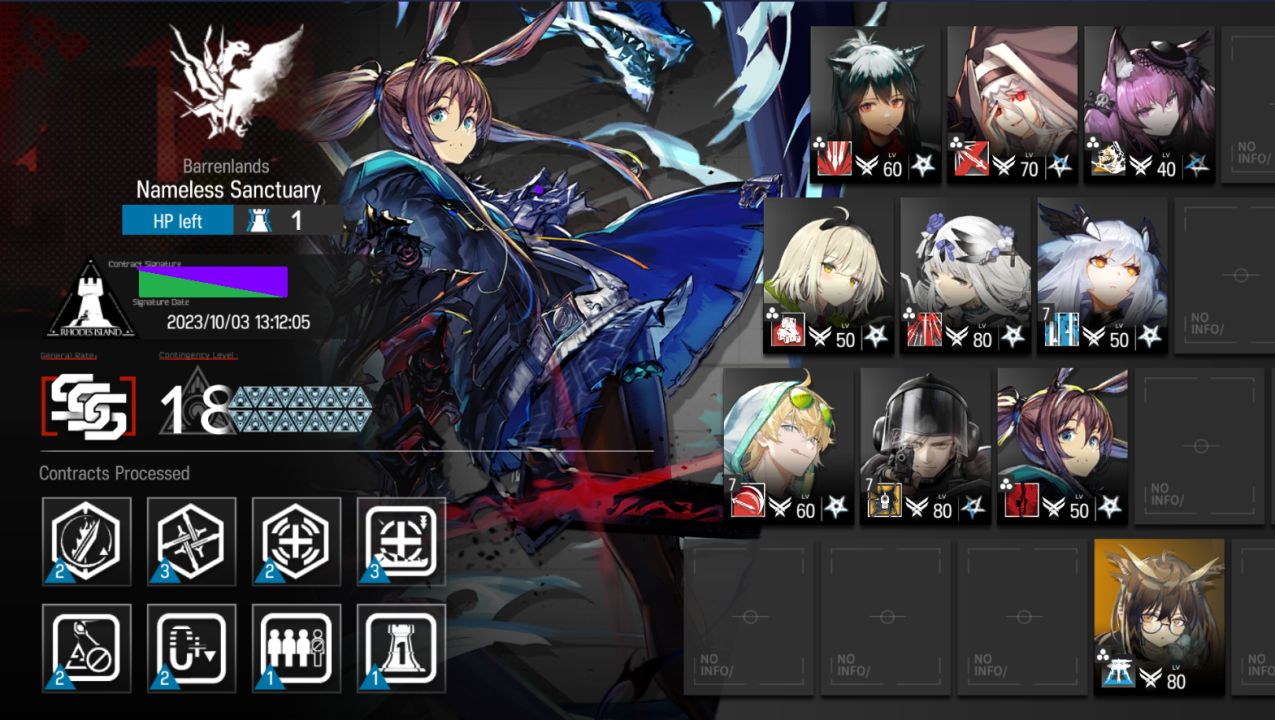 Barrenlands
Nameless Sanctuary
HP left 1
Contract Signature
Signature Date
2023/10/03 13:12:05
RHODES ISLAND
General Rate:
Contingency Level:
SSG
18
Contracts Processed
2 3 2 3
2 2 1 1
1
LV 60
LV 70
LV 40
NO INFO/
LV 50
LV 80
7 LV 50
NO INFO/
7 LV 60
7 LV 80
LV 50
NO INFO/
NO INFO/
NO INFO/
NO INFO/
LV 80
NO INFO/